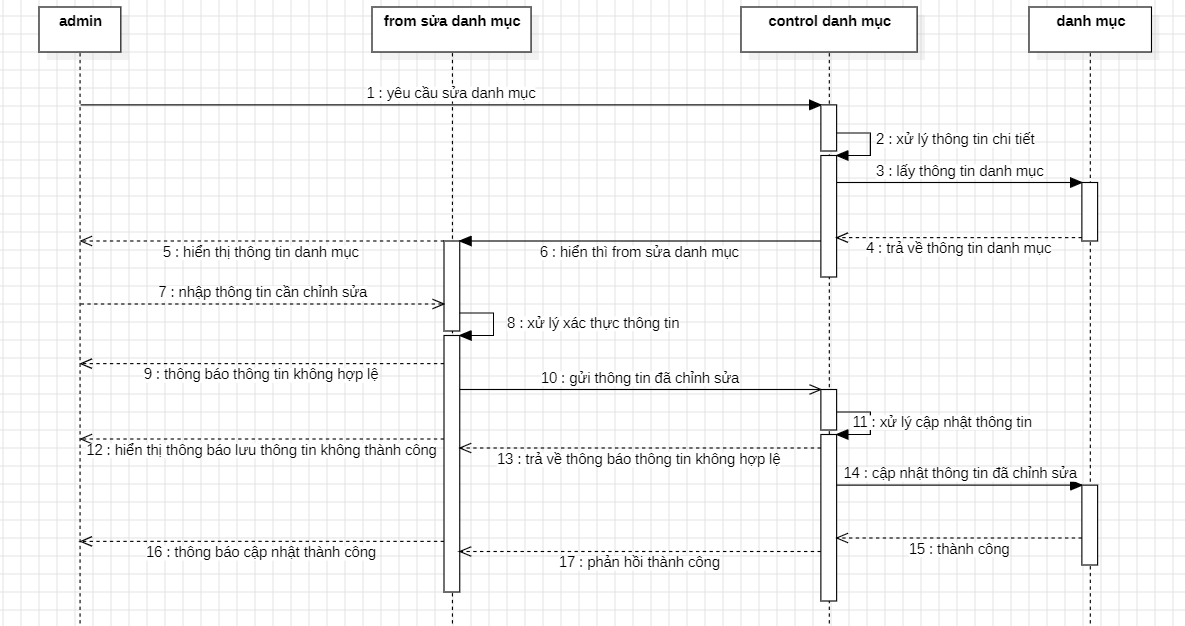 admin
from sửa danh mục
control danh mục
danh mục
1 : yêu cầu sửa danh mục
2 : xử lý thông tin chi tiết
3 : lấy thông tin danh mục
4 : trả về thông tin danh mục
5 : hiển thị thông tin danh mục
6 : hiển thì from sửa danh mục
7 : nhập thông tin cần chỉnh sửa
8 : xử lý xác thực thông tin
9 : thông báo thông tin không hợp lệ
10 : gửi thông tin đã chỉnh sửa
11 : xử lý cập nhật thông tin
12 : hiển thị thông báo lưu thông tin không thành công
13 : trả về thông báo thông tin không hợp lệ
14 : cập nhật thông tin đã chỉnh sửa
15 : thành công
16 : thông báo cập nhật thành công
17 : phản hồi thành công